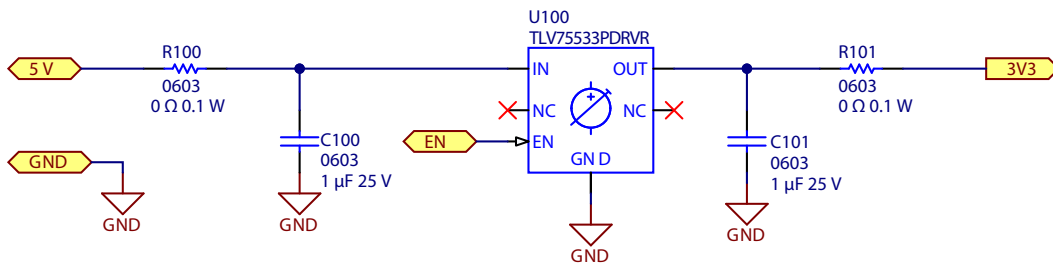 U100
TLV75533PDRVR
5 V
R100
0603
0 Ω 0.1 W
IN
OUT
R101
0603
0 Ω 0.1 W
3V3
NC
NC
EN
EN
GND
C100
0603
1 µF 25 V
GN D
C101
0603
1 µF 25 V
GND
GND
GND
GND